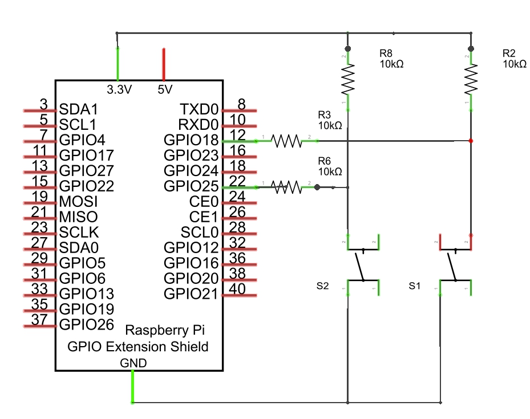 R8
10kΩ
R2
10kΩ
3.3V
5V
3 SDA1 TXD0 8
5 SCL1 RXD0 10
7 GPIO4 GPIO18 12
R3
10kΩ
11 GPIO17 GPIO23 16
13 GPIO27 GPIO24 18
15 GPIO22 GPIO25 22
R6
10kΩ
19 MOSI CE0 24
21 MISO CE1 26
23 SCLK SCL0 28
27 SDA0 GPIO12 32
29 GPIO5 GPIO16 36
31 GPIO6 GPIO20 38
33 GPIO13 GPIO21 40
35 GPIO19
37 GPIO26
S2
S1
Raspberry Pi
GPIO Extension Shield
GND